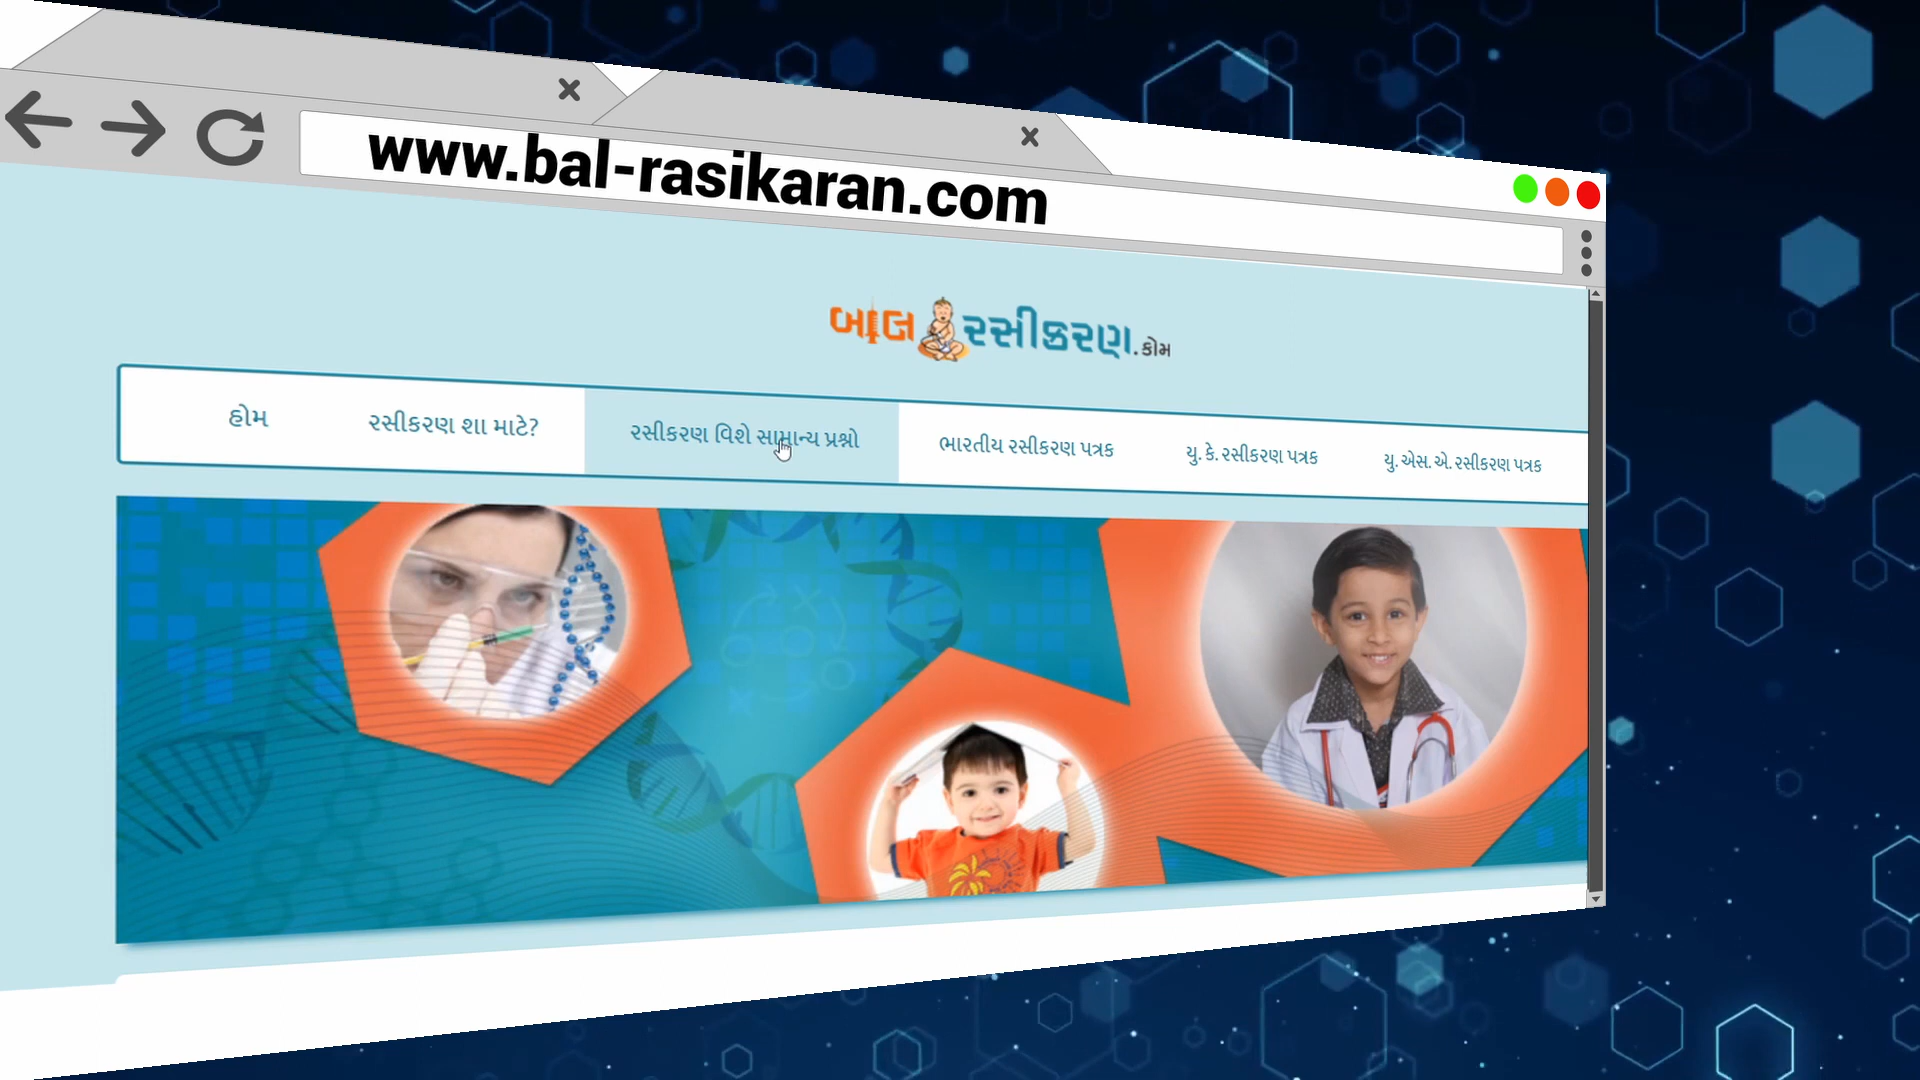 www.bal-rasikaran.com
બાલ રસીકરણ.કોમ
હોમ
રસીકરણ શા માટે?
રસીકરણ વિશે સામાન્ય પ્રશ્નો
ભારતીય રસીકરણ પત્રક
યુ. કે. રસીકરણ પત્રક
યુ. એસ. એ. રસીકરણ પત્રક